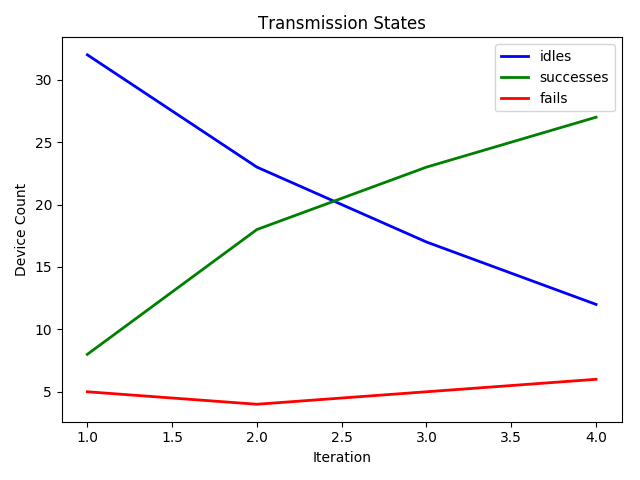 Transmission States
idles
successes
fails
Device Count
30
25
20
15
10
5
1.0 1.5 2.0 2.5 3.0 3.5 4.0
Iteration